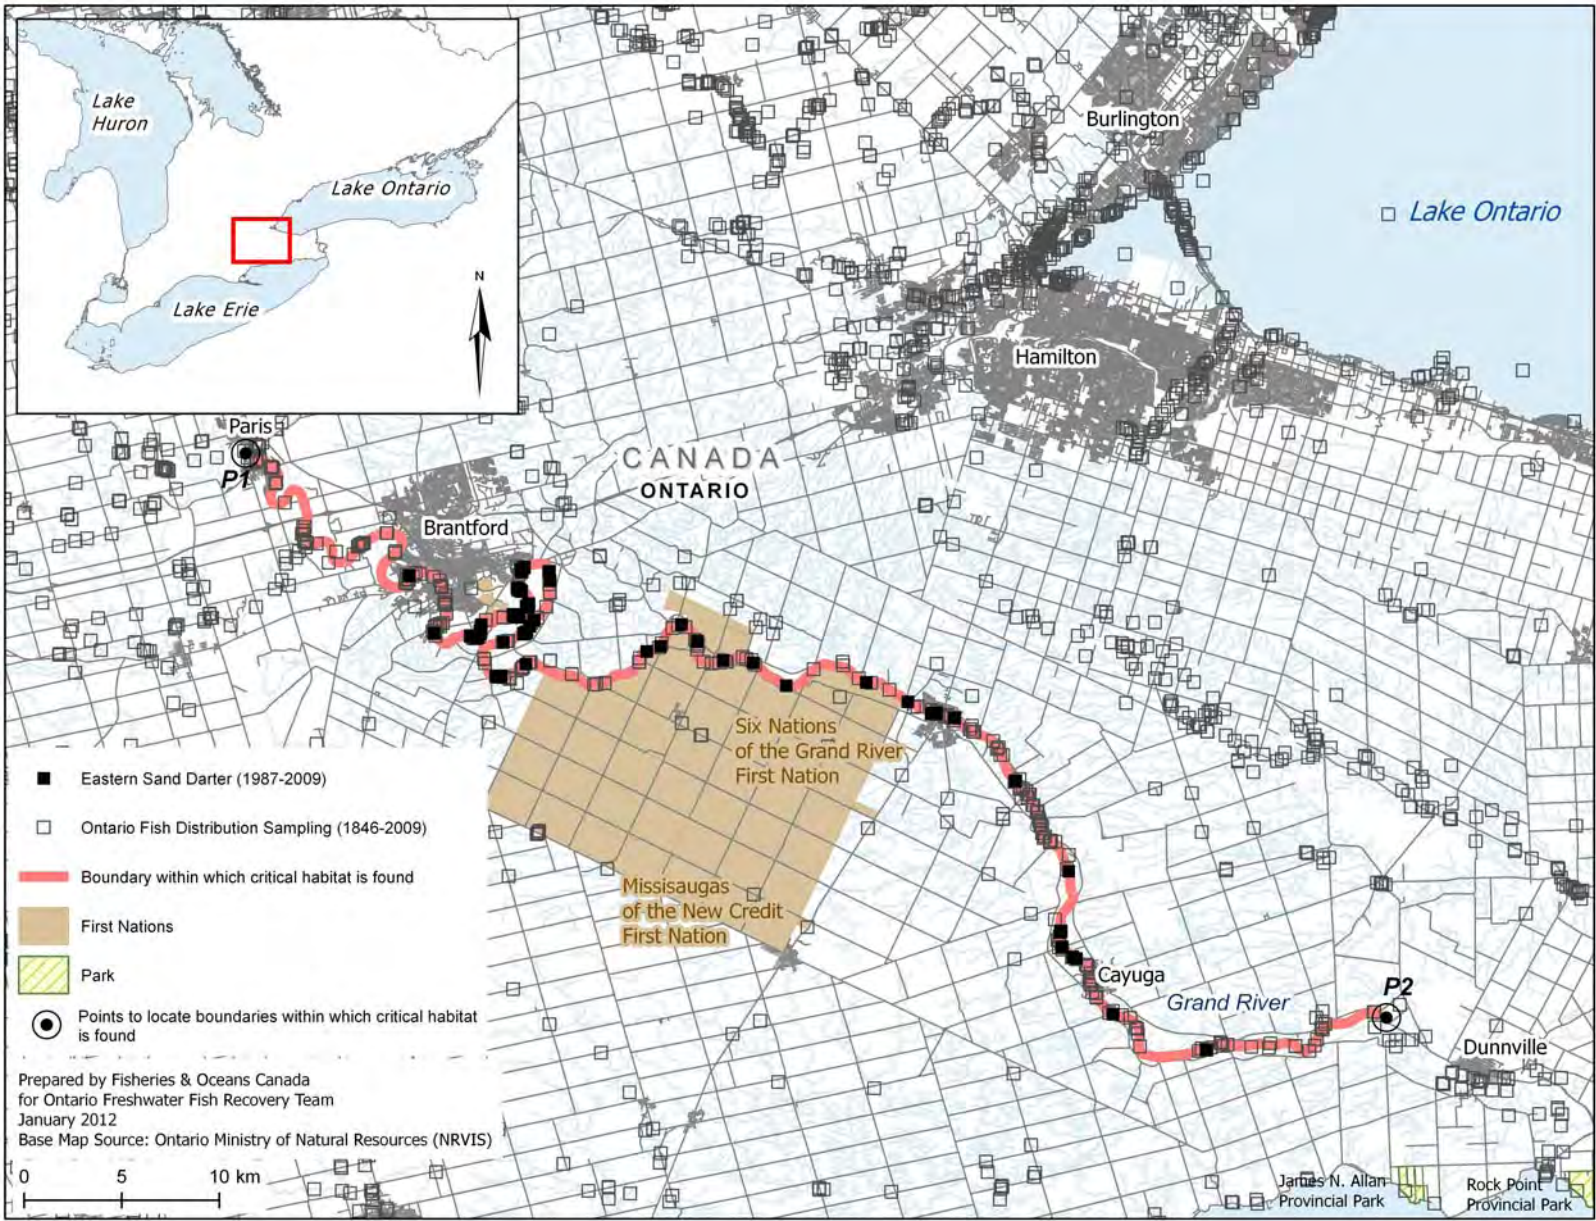 Lake
Huron
Lake Ontario
Lake Erie
N
Burlington
Lake Ontario
Hamilton
Paris
P1
CANADA
ONTARIO
Brantford
Six Nations
of the Grand River
First Nation
Missisaugas
of the New Credit
First Nation
Cayuga
Grand River
P2
Dunnville
James N. Allan
Provincial Park
Rock Point
Provincial Park
Eastern Sand Darter (1987-2009)
Ontario Fish Distribution Sampling (1846-2009)
Boundary within which critical habitat is found
First Nations
Park
Points to locate boundaries within which critical habitat
is found
Prepared by Fisheries & Oceans Canada
for Ontario Freshwater Fish Recovery Team
January 2012
Base Map Source: Ontario Ministry of Natural Resources (NRVIS)
0 5 10 km